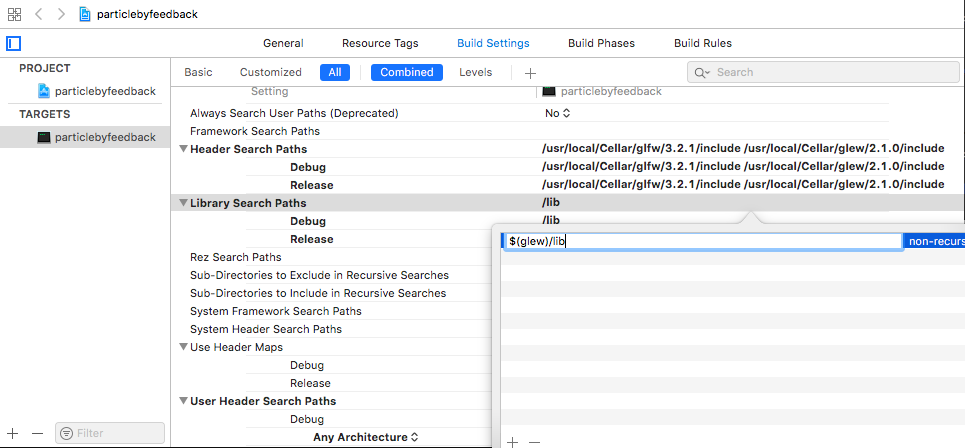 particlebyfeedback
General Resource Tags Build Settings Build Phases Build Rules
PROJECT
particlebyfeedback
TARGETS
particlebyfeedback
Basic Customized All Combined Levels + Search
Setting particlebyfeedback
Always Search User Paths (Deprecated) No
Framework Search Paths
Header Search Paths /usr/local/Cellar/glfw/3.2.1/include /usr/local/Cellar/glew/2.1.0/include
Debug /usr/local/Cellar/glfw/3.2.1/include /usr/local/Cellar/glew/2.1.0/include
Release /usr/local/Cellar/glfw/3.2.1/include /usr/local/Cellar/glew/2.1.0/include
Library Search Paths /lib
Debug /lib
Release
$(glew)/lib non-recurs
Rez Search Paths
Sub-Directories to Exclude in Recursive Searches
Sub-Directories to Include in Recursive Searches
System Framework Search Paths
System Header Search Paths
Use Header Maps
Debug
Release
User Header Search Paths
Debug
Any Architecture
+ − Filter
+ −